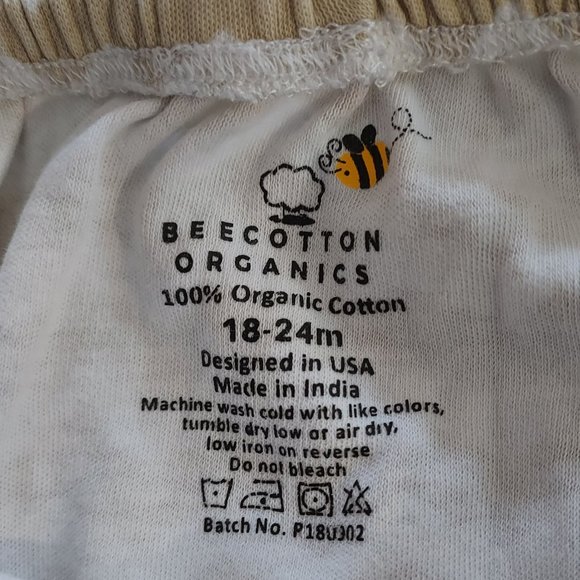 BEECOTTON
ORGANICS
100% Organic Cotton
18-24m
Designed in USA
Made in India
Machine wash cold with like colors,
tumble dry low or air dry,
low iron on reverse
Do not bleach
Batch No.